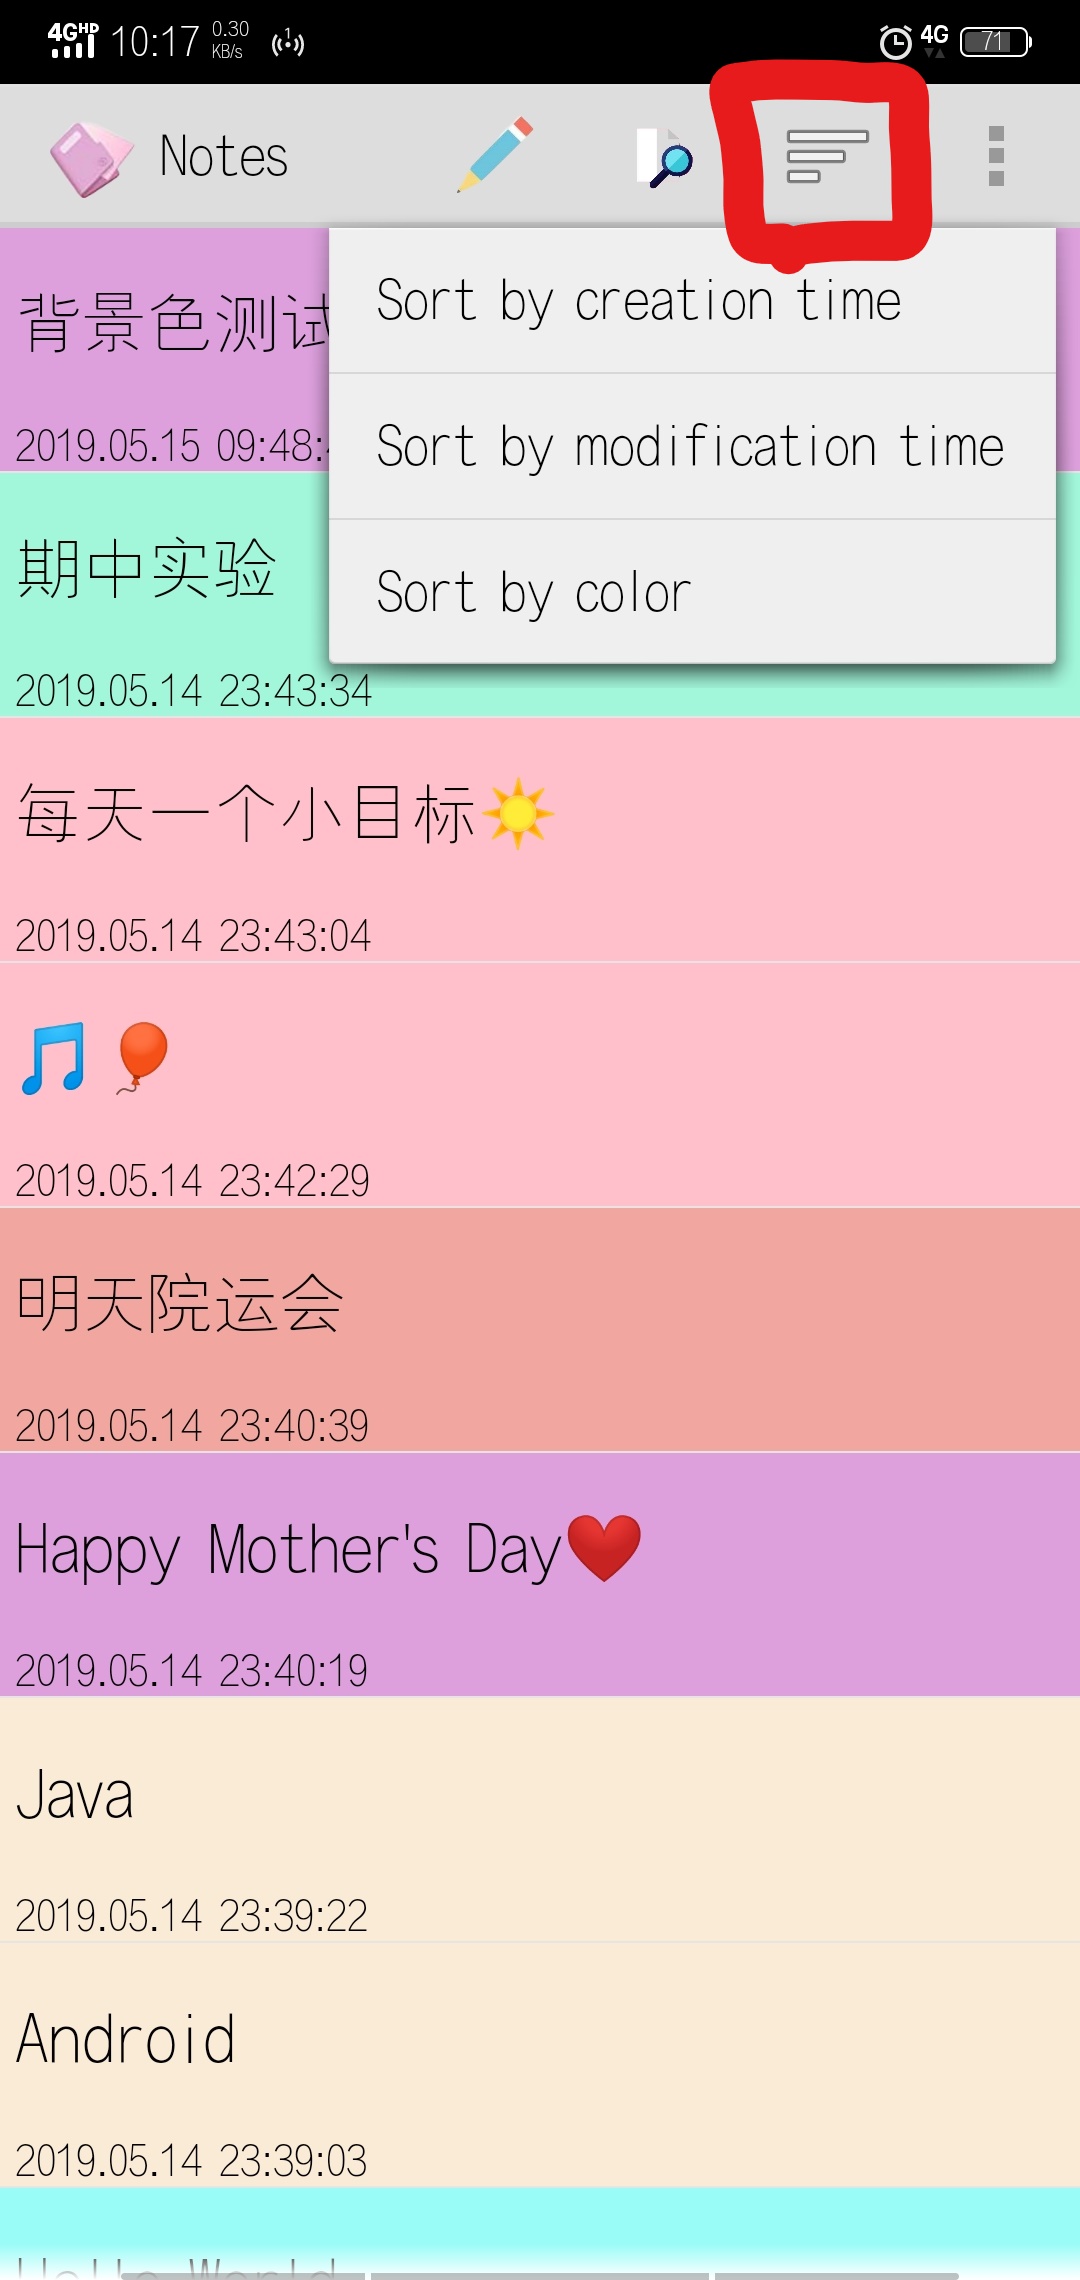 4GHD 10:17 0.30 KB/s 1 4G 71
Notes
Sort by creation time
Sort by modification time
Sort by color
背景色测试
2019.05.15 09:48:
期中实验
2019.05.14 23:43:34
每天一个小目标☀️
2019.05.14 23:43:04
🎵🎈
2019.05.14 23:42:29
明天院运会
2019.05.14 23:40:39
Happy Mother's Day❤️
2019.05.14 23:40:19
Java
2019.05.14 23:39:22
Android
2019.05.14 23:39:03